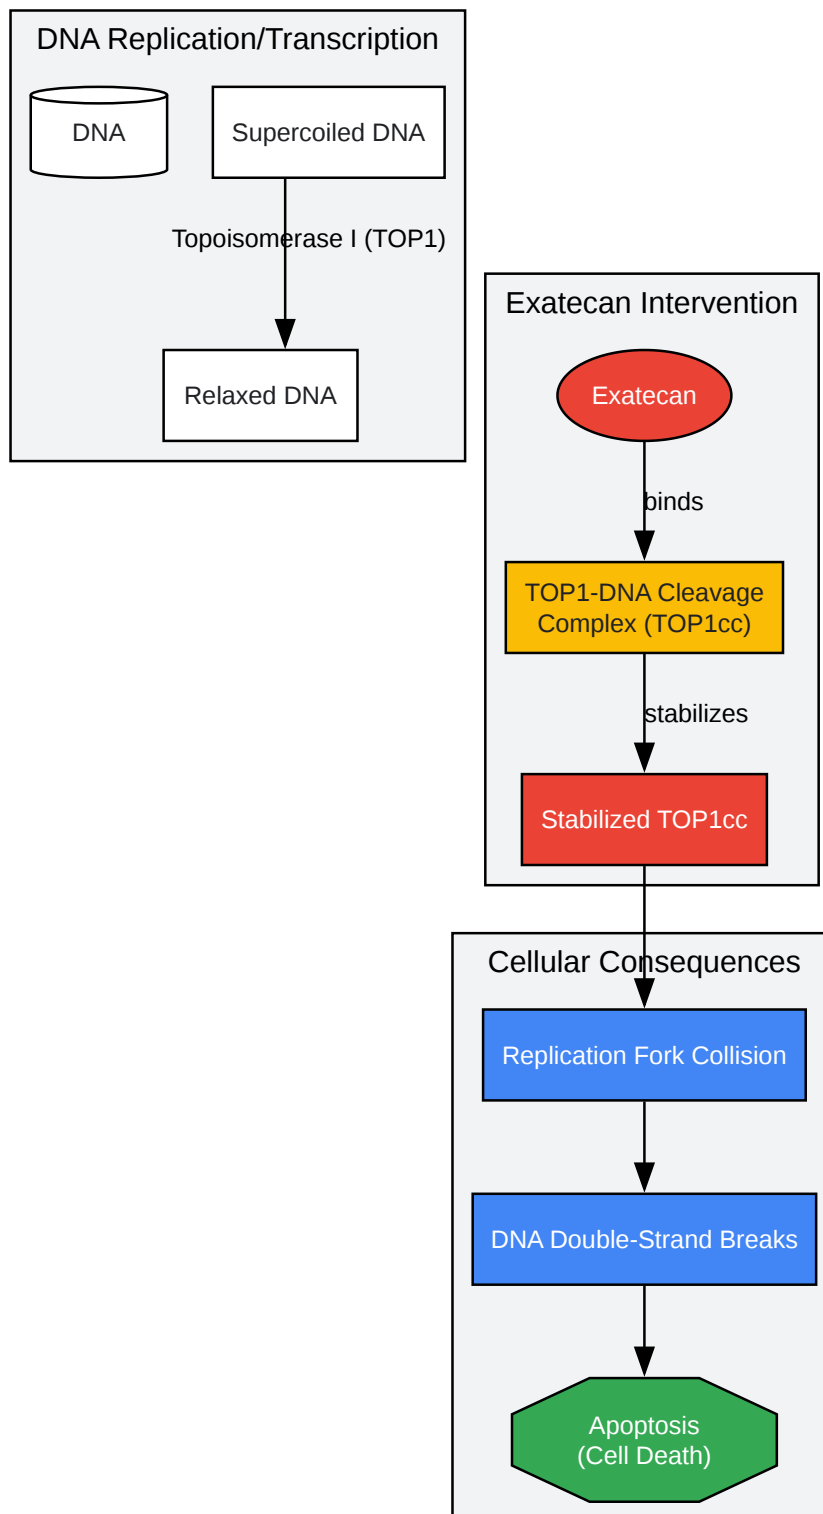 DNA Replication/Transcription
DNA
Supercoiled DNA
Topoisomerase I (TOP1)
Relaxed DNA
Exatecan Intervention
Exatecan
binds
TOP1-DNA Cleavage
Complex (TOP1cc)
stabilizes
Stabilized TOP1cc
Cellular Consequences
Replication Fork Collision
DNA Double-Strand Breaks
Apoptosis
(Cell Death)